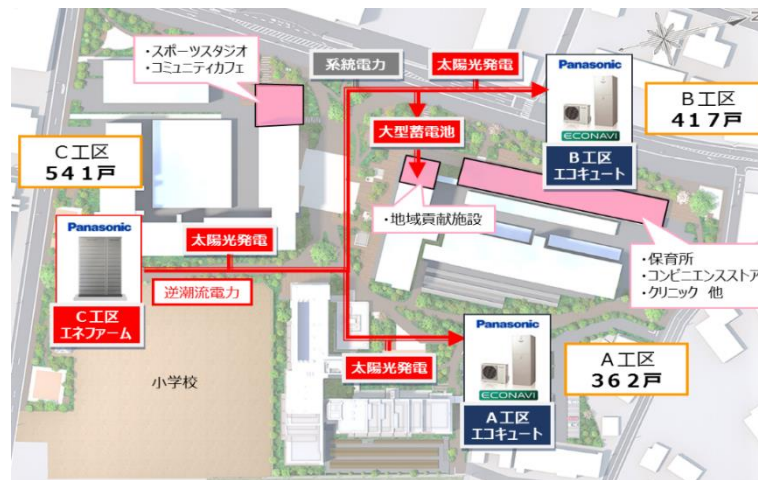 ・スポーツスタジオ
・コミュニティカフェ
系統電力
太陽光発電
Panasonic
ECONAVI
B工区
エコキュート
B工区
417戸
大型蓄電池
C工区
541戸
・地域貢献施設
Panasonic
太陽光発電
逆潮流電力
C工区
エネファーム
・保育所
・コンビニエンスストア
・クリニック 他
小学校
太陽光発電
Panasonic
ECONAVI
A工区
エコキュート
A工区
362戸
Z